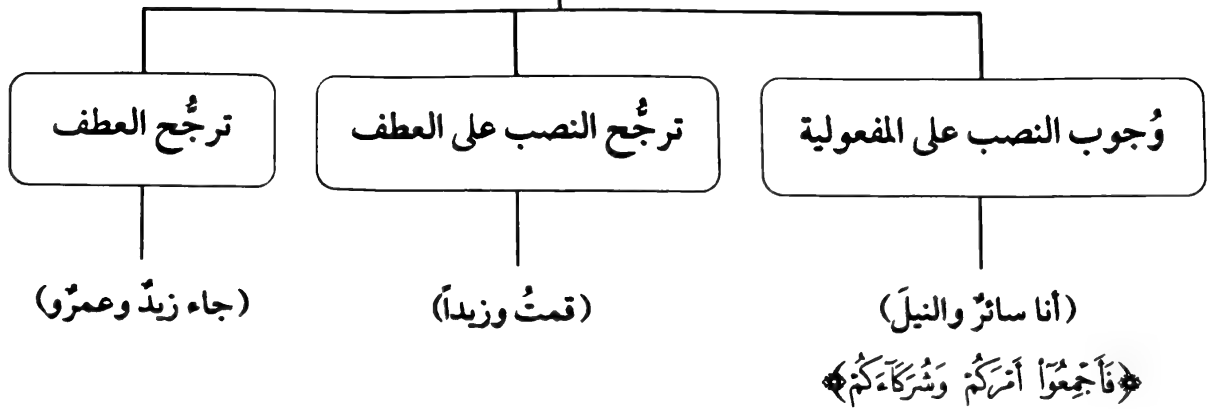 وُجوب النصب على المفعولية
ترجُّح النصب على العطف
ترجُّح العطف
(أنا سائرٌ والنيلَ)
(قمتُ وزيداً)
(جاء زيدٌ وعمرٌو)
﴿فَأَجْمِعُوٓا۟ أَمْرَكُمْ وَشُرَكَآءَكُمْ﴾